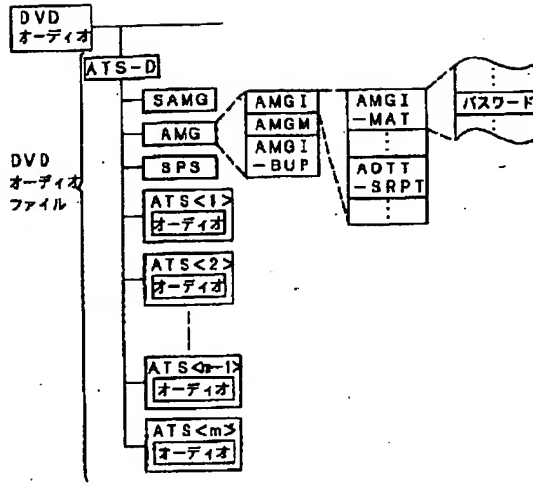 DVD
オーディオ
ATS-D
SAMG
AMG
SPS
ATS<1>
オーディオ
ATS<2>
オーディオ
ATS<m-1>
オーディオ
ATS<m>
オーディオ
DVD
オーディオ
ファイル
AMGI
AMGM
AMGI
-BUP
AMGI
-MAT
⋮
AOTT
-SRPT
⋮
⋮
パスワード
⋮